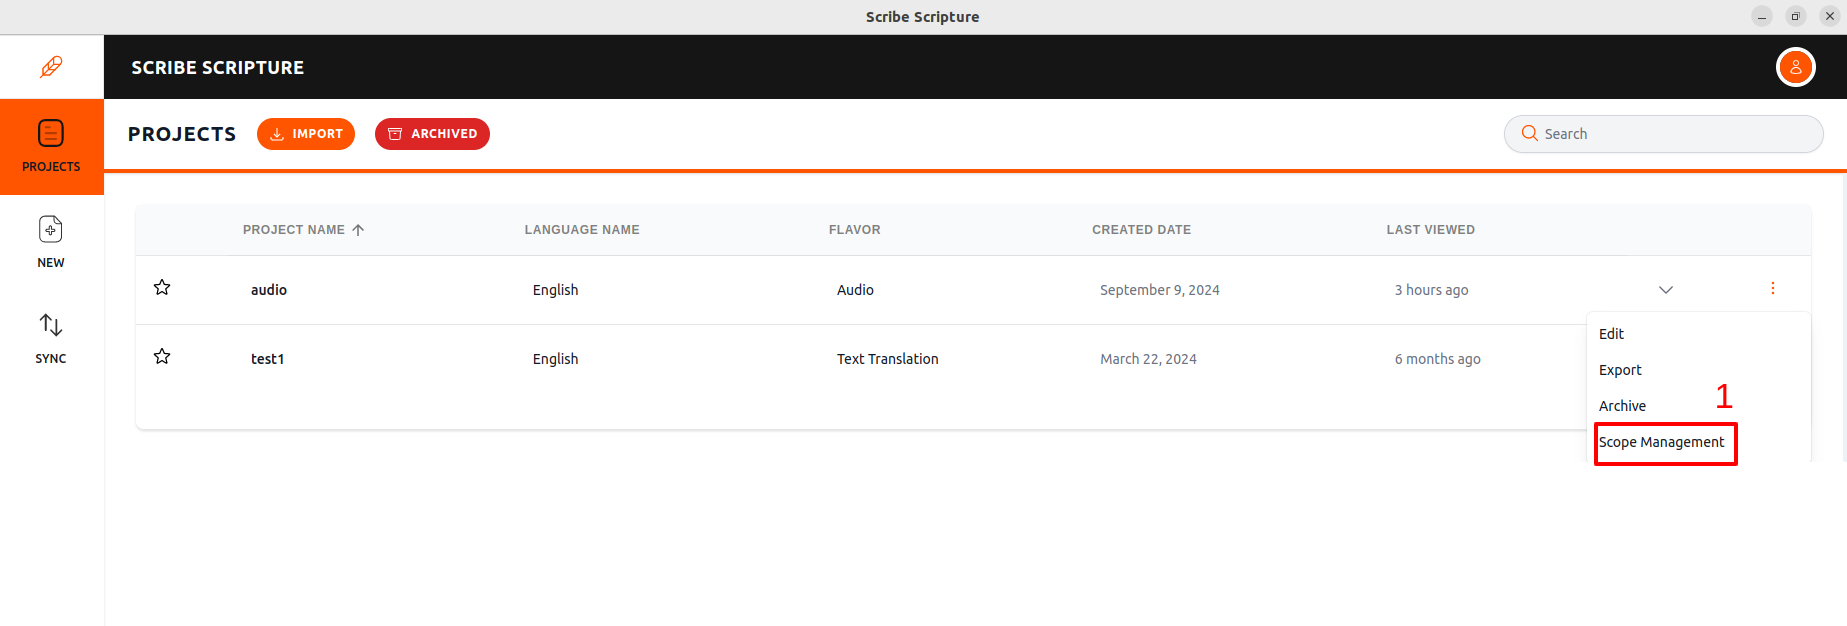 Scribe Scripture
SCRIBE SCRIPTURE
PROJECTS IMPORT ARCHIVED Search
PROJECTS
NEW
SYNC
PROJECT NAME LANGUAGE NAME FLAVOR CREATED DATE LAST VIEWED
audio English Audio September 9, 2024 3 hours ago
test1 English Text Translation March 22, 2024 6 months ago
Edit
Export
Archive
1
Scope Management